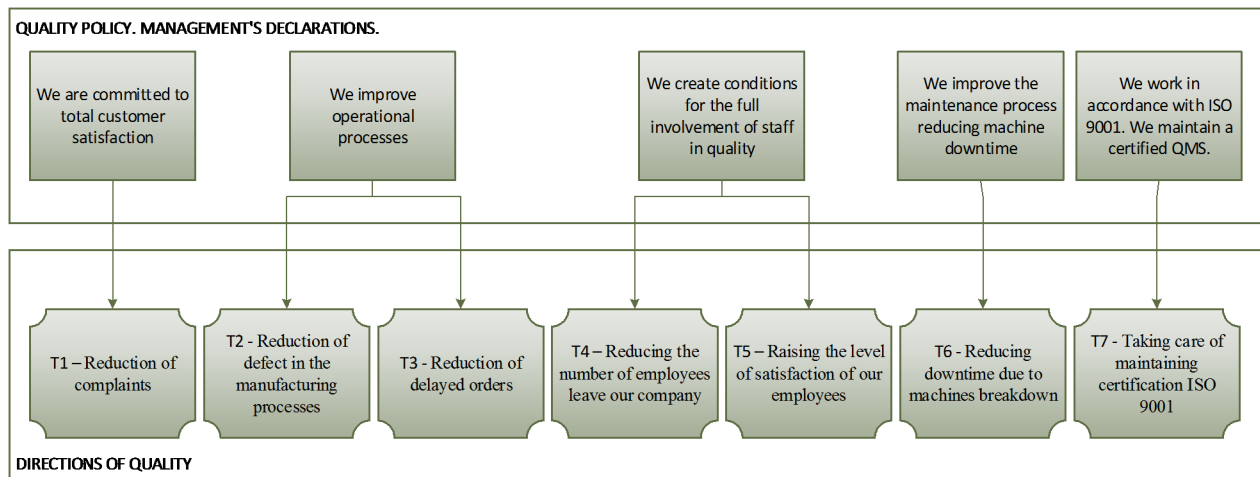 QUALITY POLICY. MANAGEMENT'S DECLARATIONS.
We are committed to
total customer
satisfaction
We improve
operational
processes
We create conditions
for the full
involvement of staff
in quality
We improve the
maintenance process
reducing machine
downtime
We work in
accordance with ISO
9001. We maintain a
certified QMS.
T1 – Reduction of
complaints
T2 - Reduction of
defect in the
manufacturing
processes
T3 - Reduction of
delayed orders
T4 – Reducing the
number of employees
leave our company
T5 – Raising the level
of satisfaction of our
employees
T6 - Reducing
downtime due to
machines breakdown
T7 - Taking care of
maintaining
certification ISO
9001
DIRECTIONS OF QUALITY